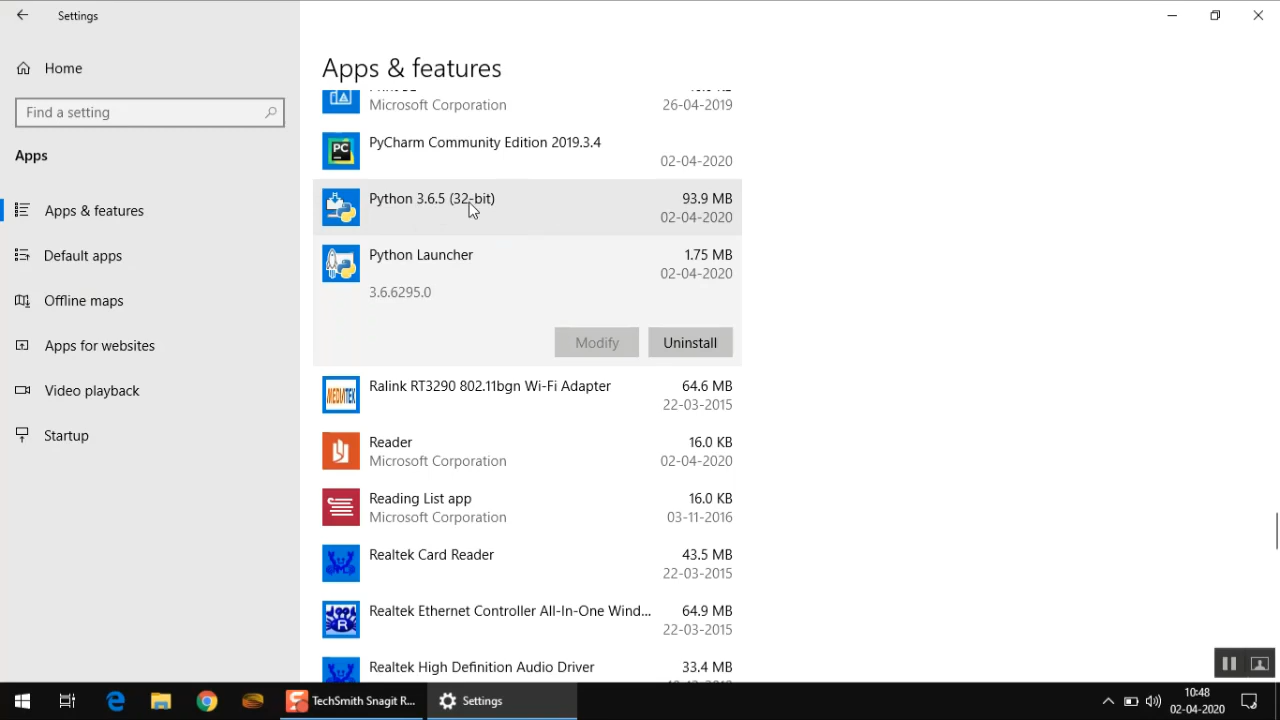 Settings
Home
Find a setting
Apps
Apps & features
Default apps
Offline maps
Apps for websites
Video playback
Startup
Apps & features
Microsoft Corporation
26-04-2019
PC
PyCharm Community Edition 2019.3.4
02-04-2020
Python 3.6.5 (32-bit)
93.9 MB
02-04-2020
Python Launcher
1.75 MB
02-04-2020
3.6.6295.0
Modify
Uninstall
MEDIATEK
Ralink RT3290 802.11bgn Wi-Fi Adapter
64.6 MB
22-03-2015
Reader
16.0 KB
Microsoft Corporation
02-04-2020
Reading List app
16.0 KB
Microsoft Corporation
03-11-2016
Realtek Card Reader
43.5 MB
22-03-2015
R
Realtek Ethernet Controller All-In-One Wind...
64.9 MB
22-03-2015
Realtek High Definition Audio Driver
33.4 MB
TechSmith Snagit R...
Settings
10:48
02-04-2020